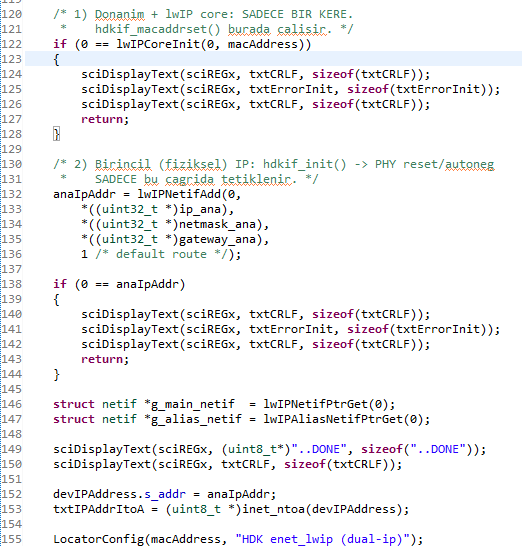 119
120 /* 1) Donanim + lwIP core: SADECE BIR KERE.
121  *    hdkif_macaddrset() burada calisir. */
122 if (0 == lwIPCoreInit(0, macAddress))
123 {
124     sciDisplayText(sciREGx, txtCRLF, sizeof(txtCRLF));
125     sciDisplayText(sciREGx, txtErrorInit, sizeof(txtErrorInit));
126     sciDisplayText(sciREGx, txtCRLF, sizeof(txtCRLF));
127     return;
128 }
129
130 /* 2) Birincil (fiziksel) IP: hdkif_init() -> PHY reset/autoneg
131  *    SADECE bu cagrida tetiklenir. */
132 anaIpAddr = lwIPNetifAdd(0,
133     *((uint32_t *)ip_ana),
134     *((uint32_t *)netmask_ana),
135     *((uint32_t *)gateway_ana),
136     1 /* default route */);
137
138 if (0 == anaIpAddr)
139 {
140     sciDisplayText(sciREGx, txtCRLF, sizeof(txtCRLF));
141     sciDisplayText(sciREGx, txtErrorInit, sizeof(txtErrorInit));
142     sciDisplayText(sciREGx, txtCRLF, sizeof(txtCRLF));
143     return;
144 }
145
146 struct netif *g_main_netif  = lwIPNetifPtrGet(0);
147 struct netif *g_alias_netif = lwIPAliasNetifPtrGet(0);
148
149 sciDisplayText(sciREGx, (uint8_t*)"..DONE", sizeof("..DONE"));
150 sciDisplayText(sciREGx, txtCRLF, sizeof(txtCRLF));
151
152 devIPAddress.s_addr = anaIpAddr;
153 txtIPAddrItoA = (uint8_t *)inet_ntoa(devIPAddress);
154
155 LocatorConfig(macAddress, "HDK enet_lwip (dual-ip)");